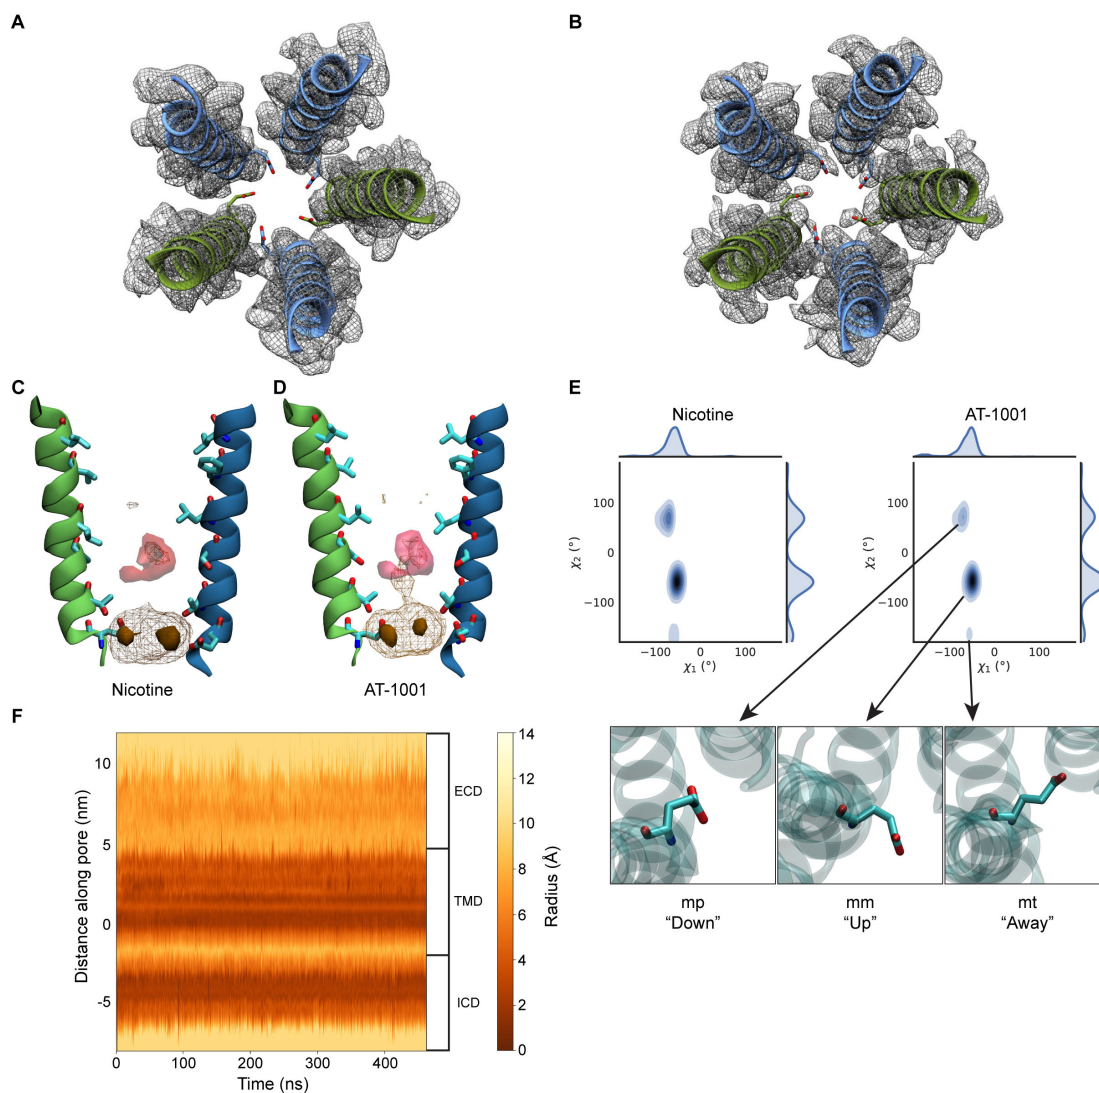 A
B
C
D
E
Nicotine
AT-1001
Nicotine
AT-1001
χ₂ (°)
100
0
−100
−100
0
100
χ₁ (°)
χ₂ (°)
100
0
−100
−100
0
100
χ₁ (°)
mp
"Down"
mm
"Up"
mt
"Away"
F
Distance along pore (nm)
10
5
0
-5
0
100
200
300
400
Time (ns)
ECD
TMD
ICD
14
12
10
8
6
4
2
0
Radius (Å)